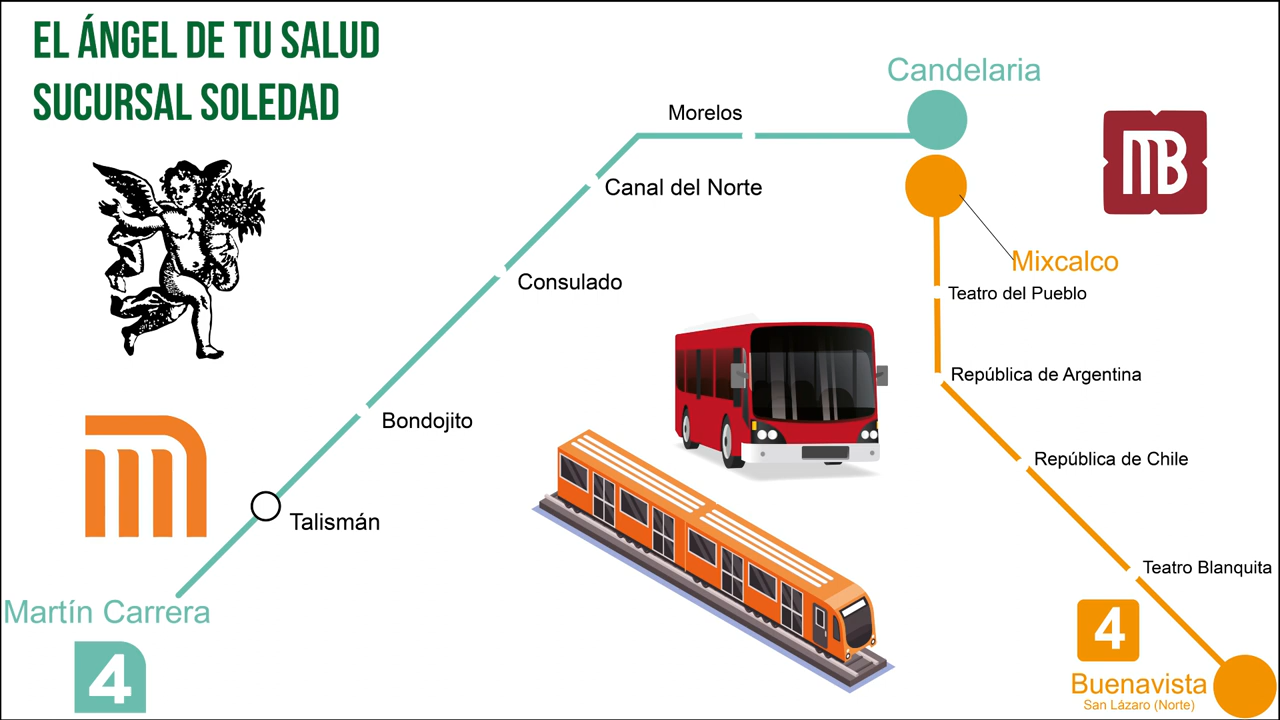 EL ÁNGEL DE TU SALUD
SUCURSAL SOLEDAD
Candelaria
Morelos
MB
Canal del Norte
Mixcalco
Consulado
Teatro del Pueblo
República de Argentina
Bondojito
República de Chile
Talismán
Teatro Blanquita
Martín Carrera
4
4
Buenavista
San Lázaro (Norte)